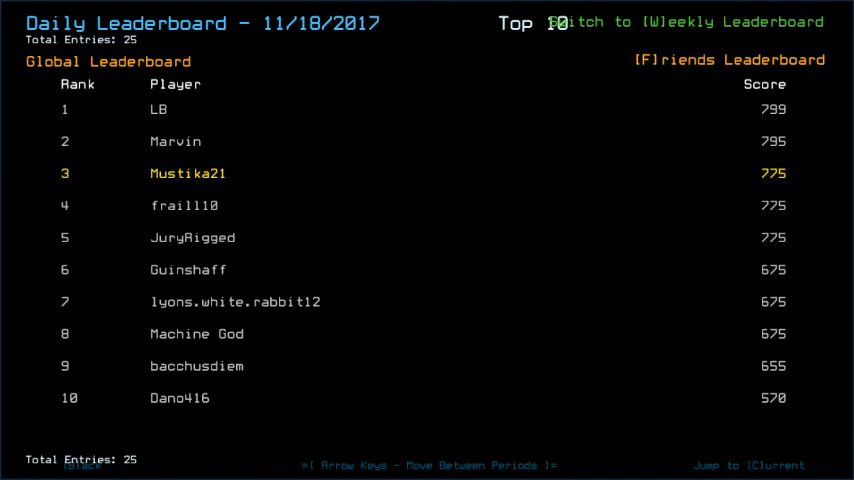 Daily Leaderboard - 11/18/2017 Top 10 Switch to [W]eekly Leaderboard
Total Entries: 25
Global Leaderboard [F]riends Leaderboard
Rank Player Score
1 LB 799
2 Marvin 795
3 Mustika21 775
4 fraill10 775
5 JuryRigged 775
6 Guinshaff 675
7 lyons.white.rabbit12 675
8 Machine God 675
9 bacchusdiem 655
10 Dano416 570
Total Entries: 25
[B]ack =[ Arrow Keys - Move Between Periods ]= Jump to [C]urrent